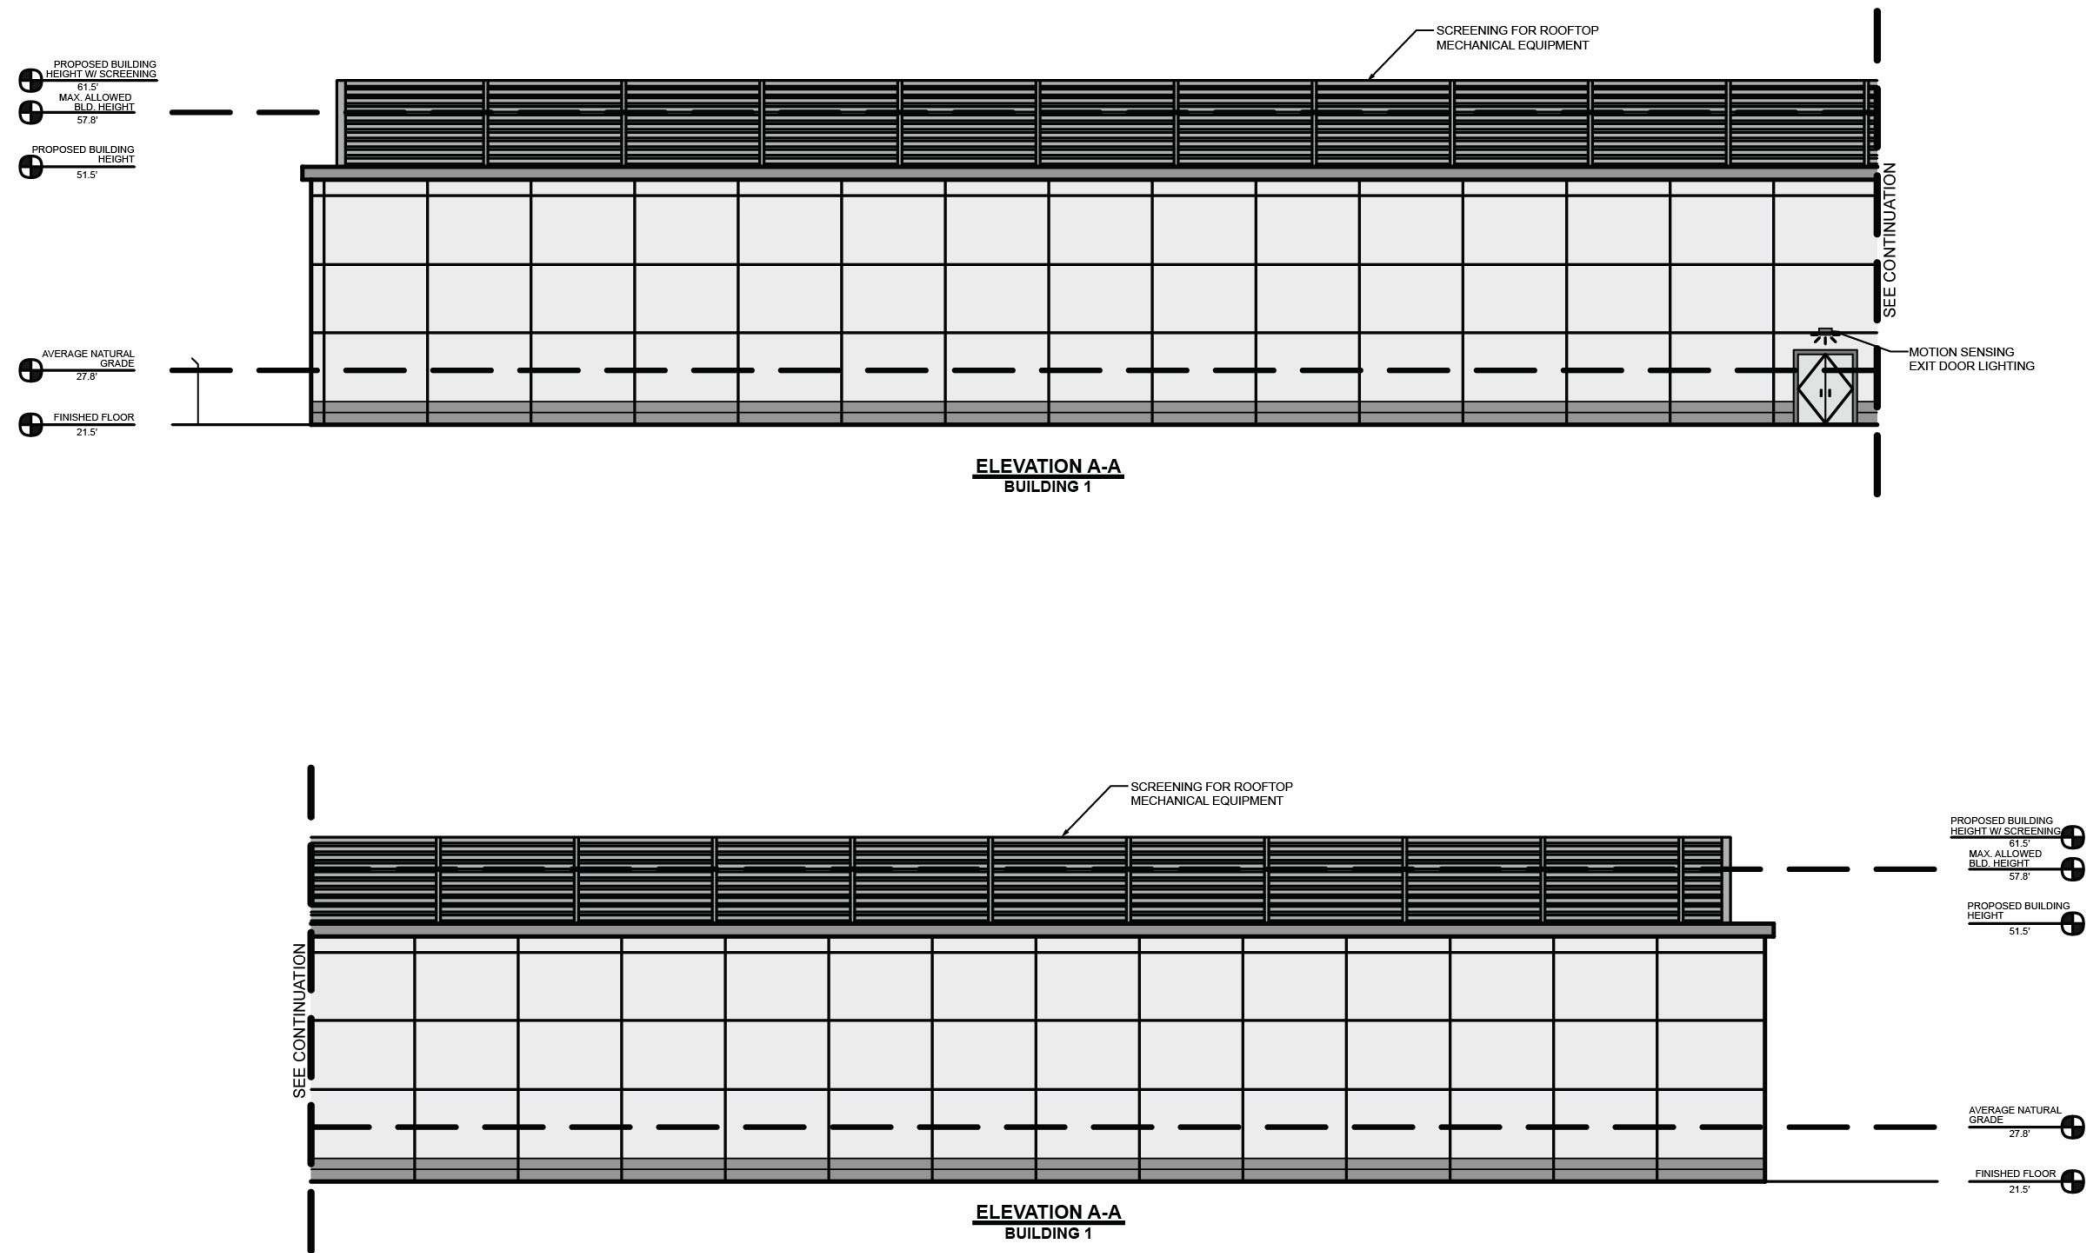 SCREENING FOR ROOFTOP
MECHANICAL EQUIPMENT
PROPOSED BUILDING
HEIGHT W/ SCREENING
61.5'
MAX. ALLOWED
BLD. HEIGHT
57.8'
PROPOSED BUILDING
HEIGHT
51.5'
SEE CONTINUATION
MOTION SENSING
EXIT DOOR LIGHTING
AVERAGE NATURAL
GRADE
27.8'
FINISHED FLOOR
21.5'
ELEVATION A-A
BUILDING 1
SCREENING FOR ROOFTOP
MECHANICAL EQUIPMENT
PROPOSED BUILDING
HEIGHT W/ SCREENING
61.5'
MAX. ALLOWED
BLD. HEIGHT
57.8'
PROPOSED BUILDING
HEIGHT
51.5'
SEE CONTINUATION
AVERAGE NATURAL
GRADE
27.8'
FINISHED FLOOR
21.5'
ELEVATION A-A
BUILDING 1